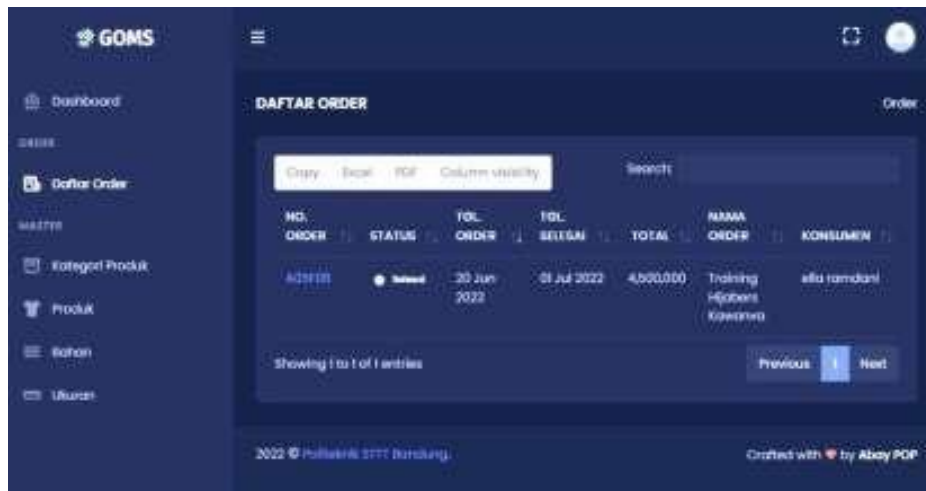 GOMS
Dashboard
DAFTAR ORDER
Order
ORDER
Daftar Order
Copy Excel PDF Column visibility
Search:
MASTER
NO. ORDER STATUS TGL. ORDER TGL. SELESAI TOTAL NAMA ORDER KONSUMEN
Kategori Produk
20 Jun 2022 01 Jul 2022 4,500,000 Training Hijabers ella ramdani
Produk
Bahan
Showing 1 to 1 of 1 entries
Previous 1 Next
Ukuran
2022 © Politeknik STTT Bandung.
Crafted with ❤ by Abay POP